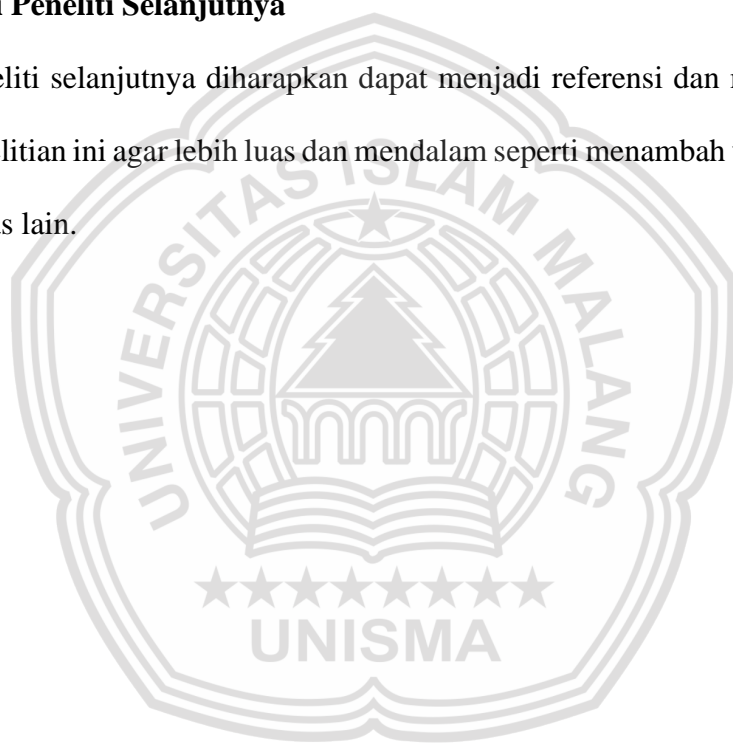 Peneliti Selanjutnya
eliti selanjutnya diharapkan dapat menjadi referensi dan
elitian ini agar lebih luas dan mendalam seperti menambah
s lain.
UNIVERSITAS ISLAM MALANG
UNISMA